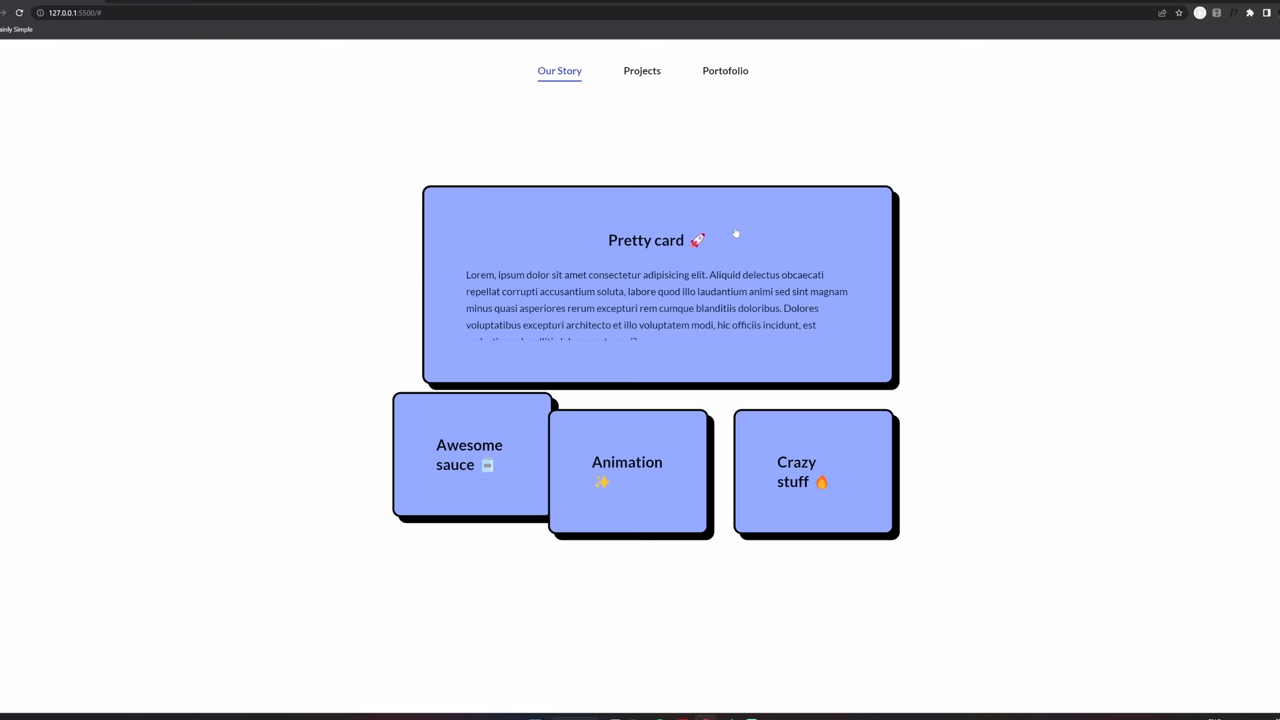 127.0.0.1:5500/#
ainly Simple
Our Story
Projects
Portofolio
Pretty card 🚀
Lorem, ipsum dolor sit amet consectetur adipisicing elit. Aliquid delectus obcaecati
repellat corrupti accusantium soluta, labore quod illo laudantium animi sed sint magnam
minus quasi asperiores rerum excepturi rem cumque blanditiis doloribus. Dolores
voluptatibus excepturi architecto et illo voluptatem modi, hic officiis incidunt, est
Awesome
sauce
Animation
✨
Crazy
stuff 🔥